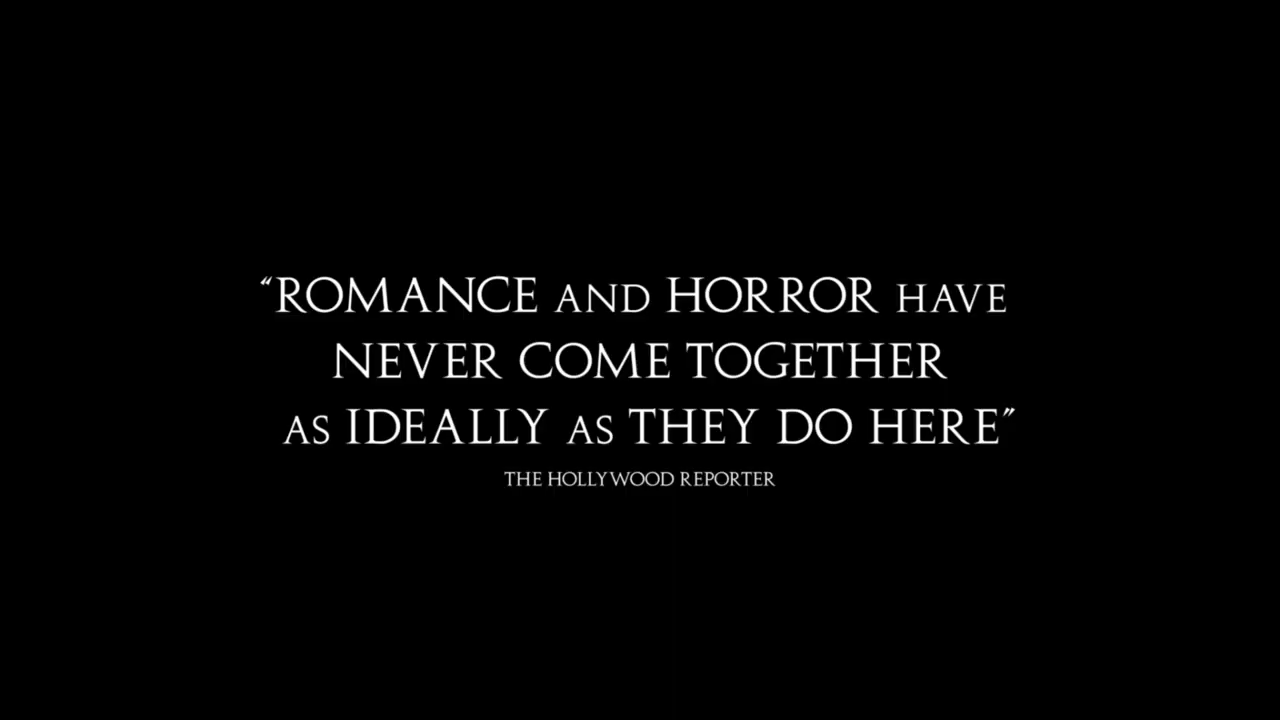 “ROMANCE AND HORROR HAVE
NEVER COME TOGETHER
AS IDEALLY AS THEY DO HERE”
THE HOLLYWOOD REPORTER